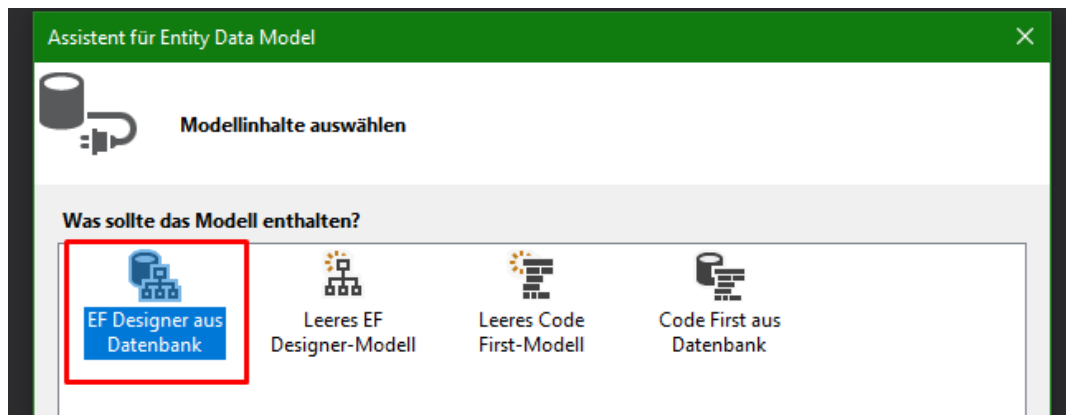 Assistent für Entity Data Model
Modellinhalte auswählen
Was sollte das Modell enthalten?
EF Designer aus
Datenbank
Leeres EF
Designer-Modell
Leeres Code
First-Modell
Code First aus
Datenbank